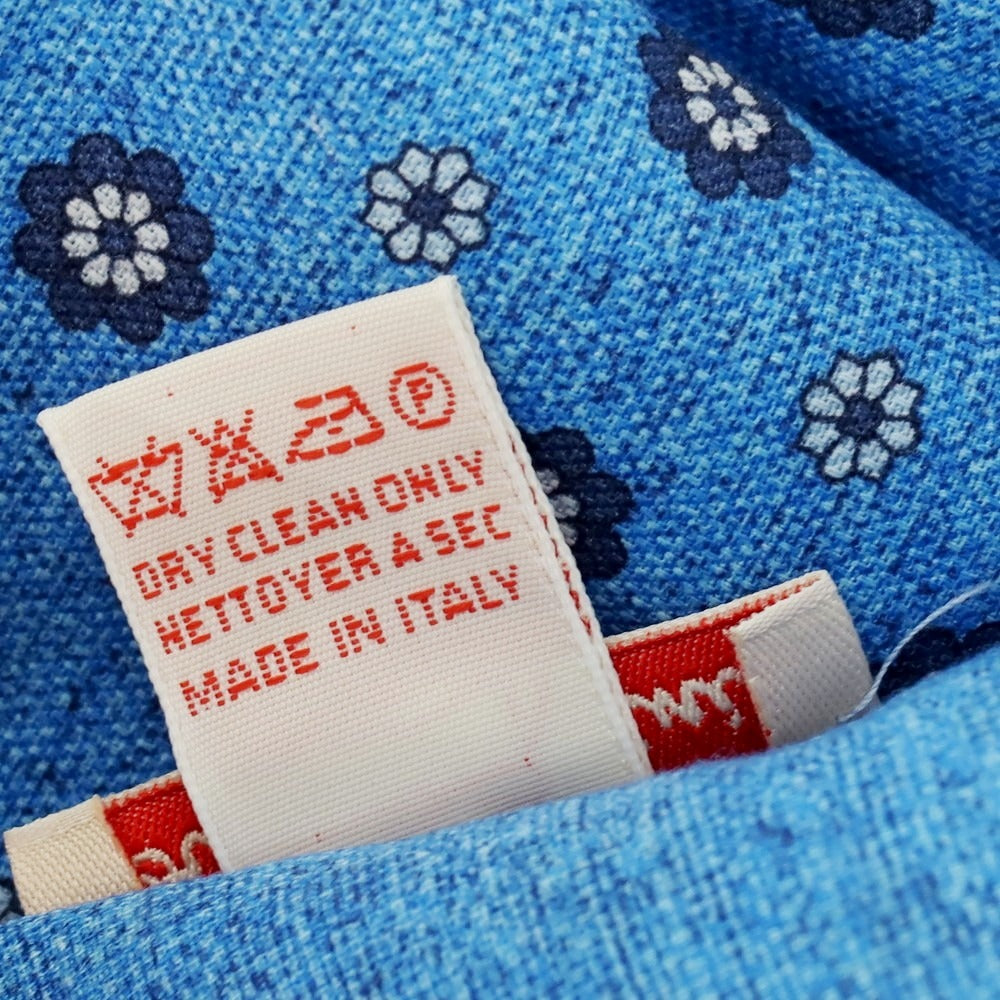 P
DRY CLEAN ONLY
NETTOYER A SEC
MADE IN ITALY